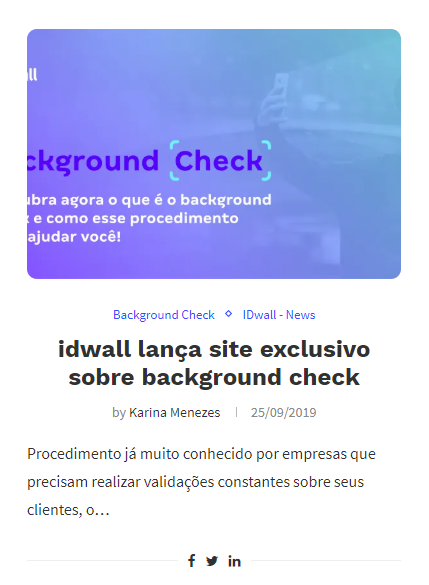 ckground Check
ubra agora o que é o background
e como esse procedimento
ajudar você!
Background Check IDwall - News
idwall lança site exclusivo
sobre background check
by Karina Menezes 25/09/2019
Procedimento já muito conhecido por empresas que
precisam realizar validações constantes sobre seus
clientes, o…